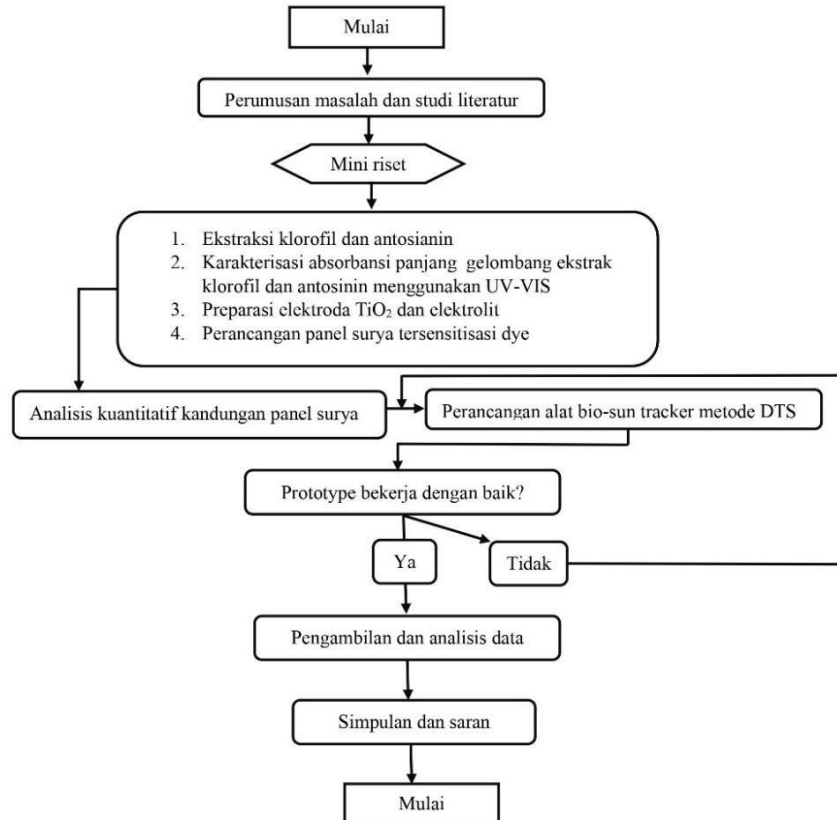 Mulai
Perumusan masalah dan studi literatur
Mini riset
1. Ekstraksi klorofil dan antosianin
2. Karakterisasi absorbansi panjang gelombang ekstrak
klorofil dan antosinin menggunakan UV-VIS
3. Preparasi elektroda TiO₂ dan elektrolit
4. Perancangan panel surya tersensitisasi dye
Analisis kuantitatif kandungan panel surya
Perancangan alat bio-sun tracker metode DTS
Prototype bekerja dengan baik?
Ya
Tidak
Pengambilan dan analisis data
Simpulan dan saran
Mulai